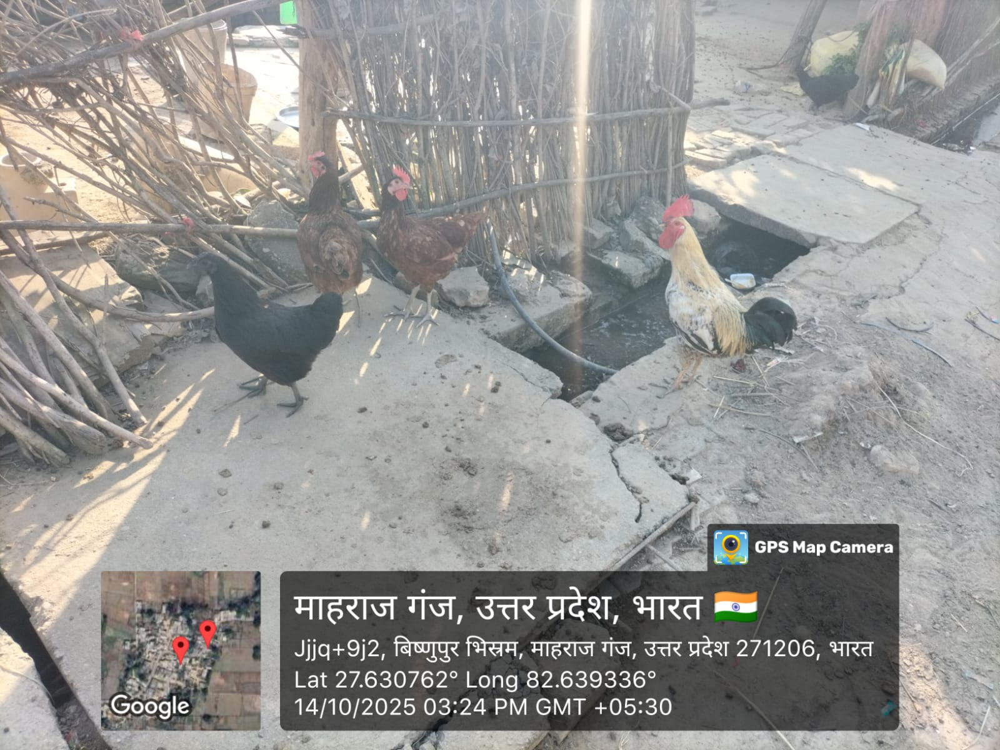 GPS Map Camera
माहराज गंज, उत्तर प्रदेश, भारत
Jjjq+9j2, बिष्णुपुर भिस्रम, माहराज गंज, उत्तर प्रदेश 271206, भारत
Lat 27.630762° Long 82.639336°
14/10/2025 03:24 PM GMT +05:30
Google